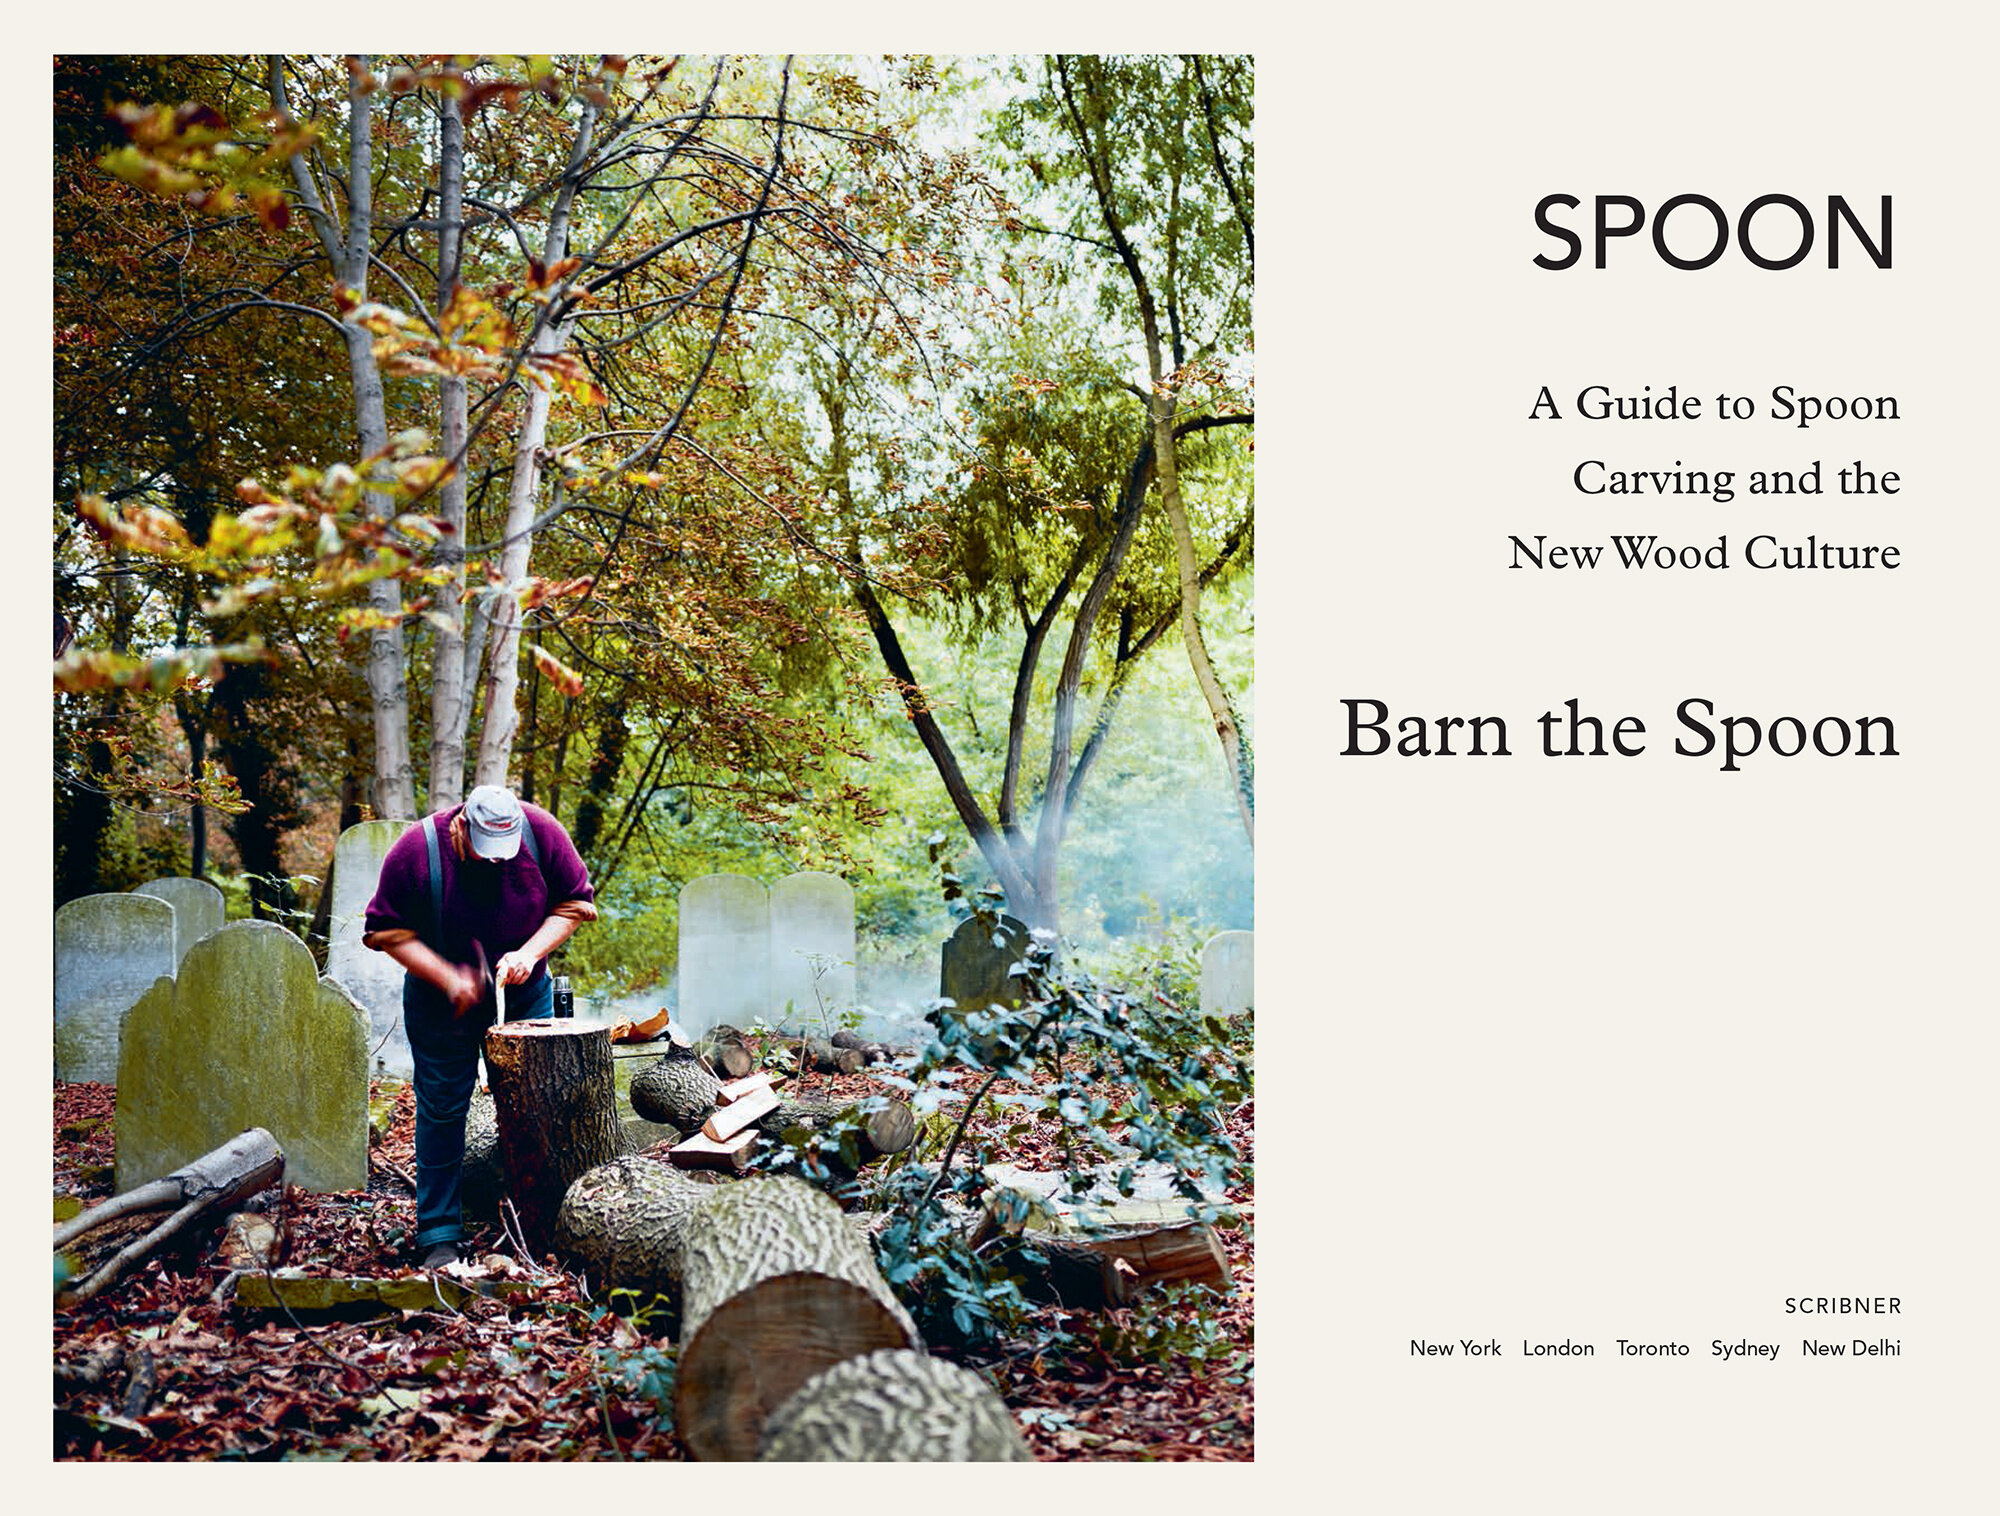 SPOON
A Guide to Spoon
Carving and the
New Wood Culture
Barn the Spoon
SCRIBNER
New York London Toronto Sydney New Delhi